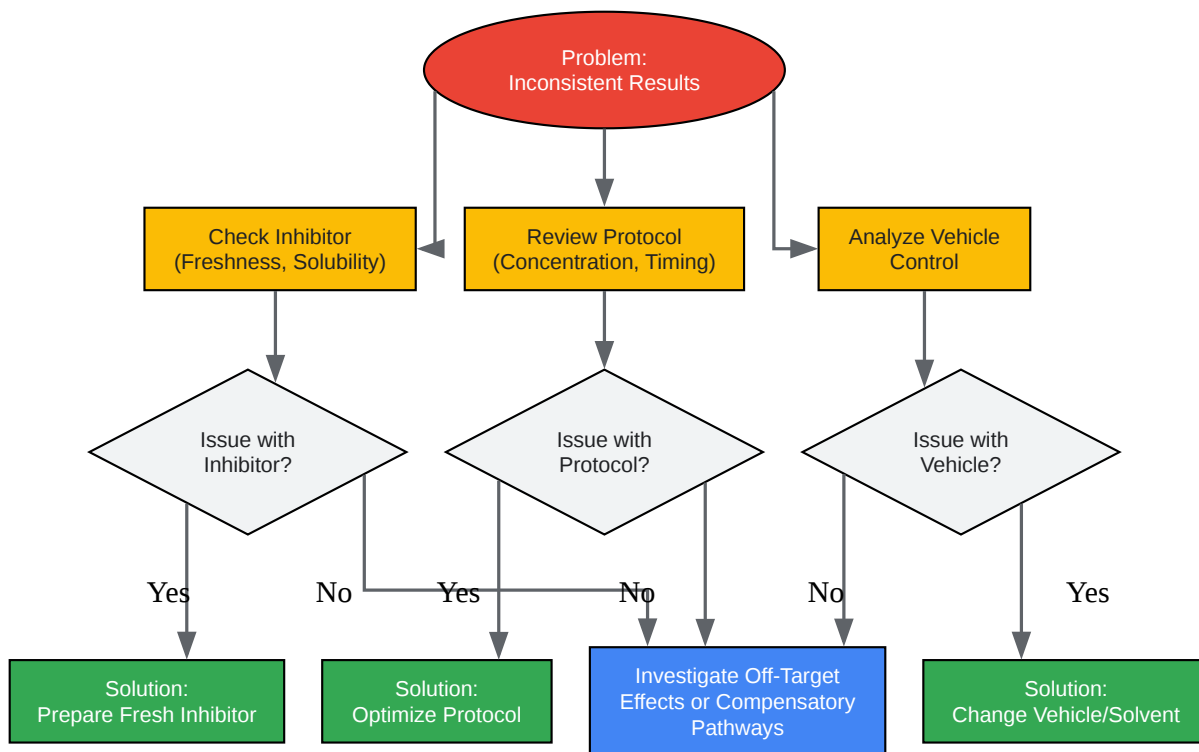 Problem:
Inconsistent Results
Check Inhibitor
(Freshness, Solubility)
Review Protocol
(Concentration, Timing)
Analyze Vehicle
Control
Issue with
Inhibitor?
Issue with
Protocol?
Issue with
Vehicle?
Yes
No
Yes
No
No
Yes
Solution:
Prepare Fresh Inhibitor
Solution:
Optimize Protocol
Investigate Off-Target
Effects or Compensatory
Pathways
Solution:
Change Vehicle/Solvent